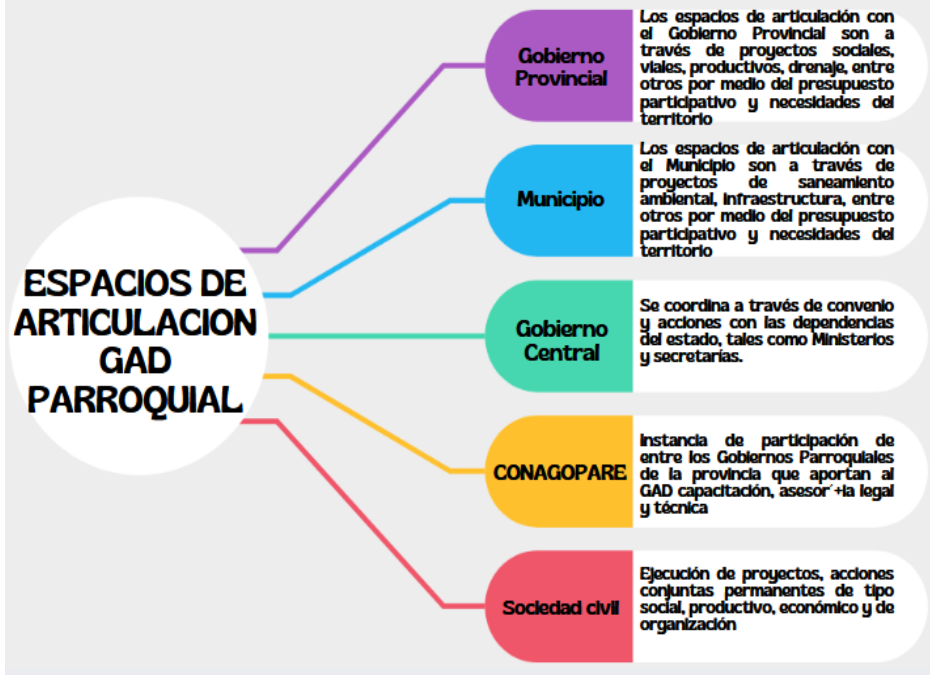 ESPACIOS DE
ARTICULACION
GAD
PARROQUIAL
Gobierno
Provincial
Los espacios de articulación con
el Gobierno Provincial son a
través de proyectos sociales,
viales, productivos, drenaje, entre
otros por medio del presupuesto
participativo y necesidades del
territorio
Municipio
Los espacios de articulación con
el Municipio son a través de
proyectos de saneamiento
ambiental, infraestructura, entre
otros por medio del presupuesto
participativo y necesidades del
territorio
Gobierno
Central
Se coordina a través de convenio
y acciones con las dependencias
del estado, tales como Ministerios
y secretarías.
CONAGOPARE
instancia de participación de
entre los Gobiernos Parroquiales
de la provincia que aportan al
GAD capacitación, asesor´+ia legal
y técnica
Sociedad civil
Ejecución de proyectos, acciones
conjuntas permanentes de tipo
social, productivo, económico y de
organización